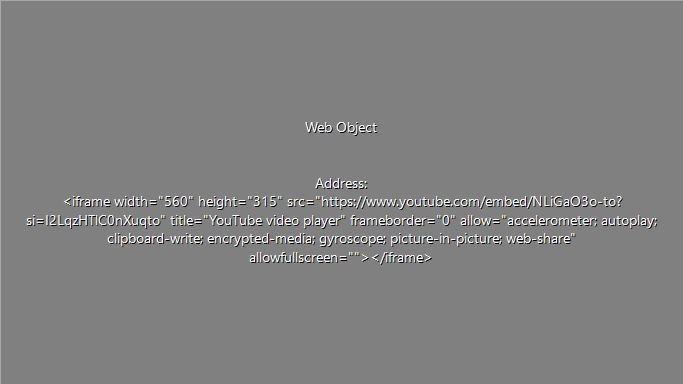 Web Object
Address:
<iframe width="560" height="315" src="https://www.youtube.com/embed/NLiGaO3o-to?
si=I2LqzHTlC0nXuqto" title="YouTube video player" frameborder="0" allow="accelerometer; autoplay;
clipboard-write; encrypted-media; gyroscope; picture-in-picture; web-share"
allowfullscreen=""></iframe>